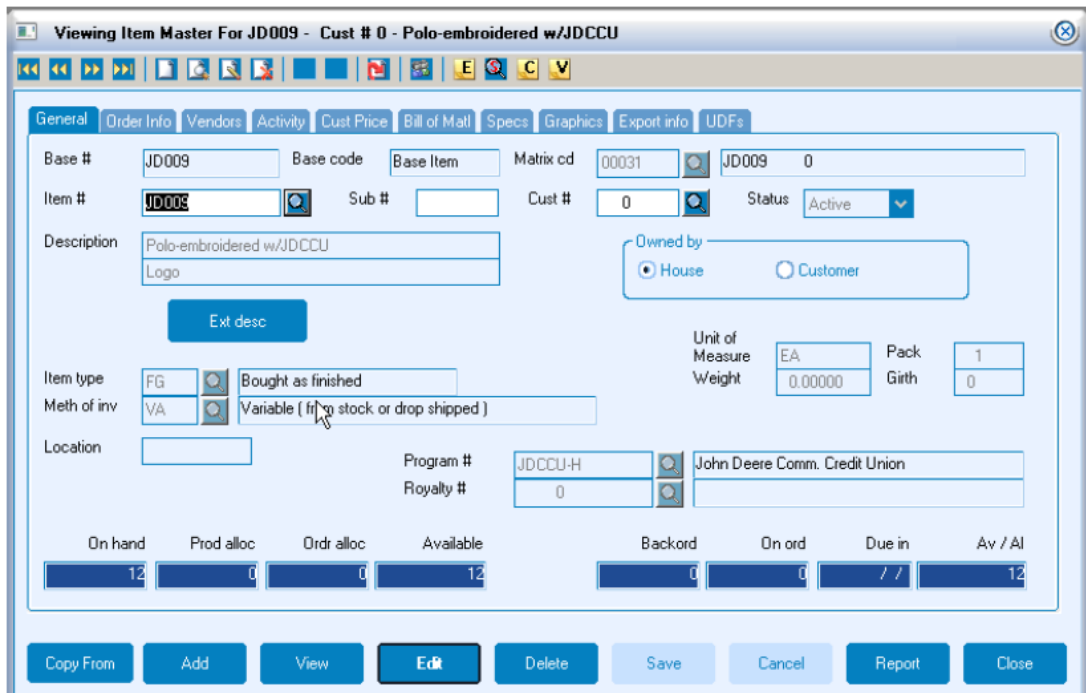 Viewing Item Master For JD009 - Cust # 0 - Polo-embroidered w/JDCCU
E C V
General Order Info Vendors Activity Cust Price Bill of Matl Specs Graphics Export info UDFs
Base # JD009 Base code Base Item Matrix cd 00031 JD009 0
Item # JD009 Sub # Cust # 0 Status Active
Description Polo-embroidered w/JDCCU
Logo
Owned by
House Customer
Ext desc
Unit of
Measure EA Pack 1
Weight 0.00000 Girth 0
Item type FG Bought as finished
Meth of inv VA Variable ( from stock or drop shipped )
Location
Program # JDCCU-H John Deere Comm. Credit Union
Royalty # 0
On hand Prod alloc Ordr alloc Available Backord On ord Due in Av / Al
12 0 0 12 0 0 / / 12
Copy From Add View Edit Delete Save Cancel Report Close